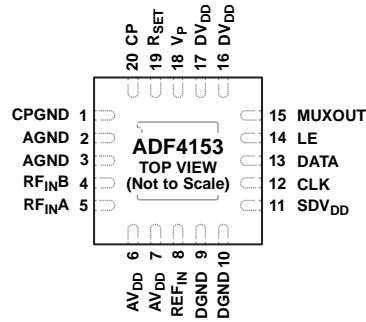 20 CP
19 RSET
18 VP
17 DVDD
16 DVDD
CPGND 1
AGND 2
AGND 3
RFINB 4
RFINA 5
ADF4153
TOP VIEW
(Not to Scale)
15 MUXOUT
14 LE
13 DATA
12 CLK
11 SDVDD
AVDD 6
AVDD 7
REFIN 8
DGND 9
DGND 10